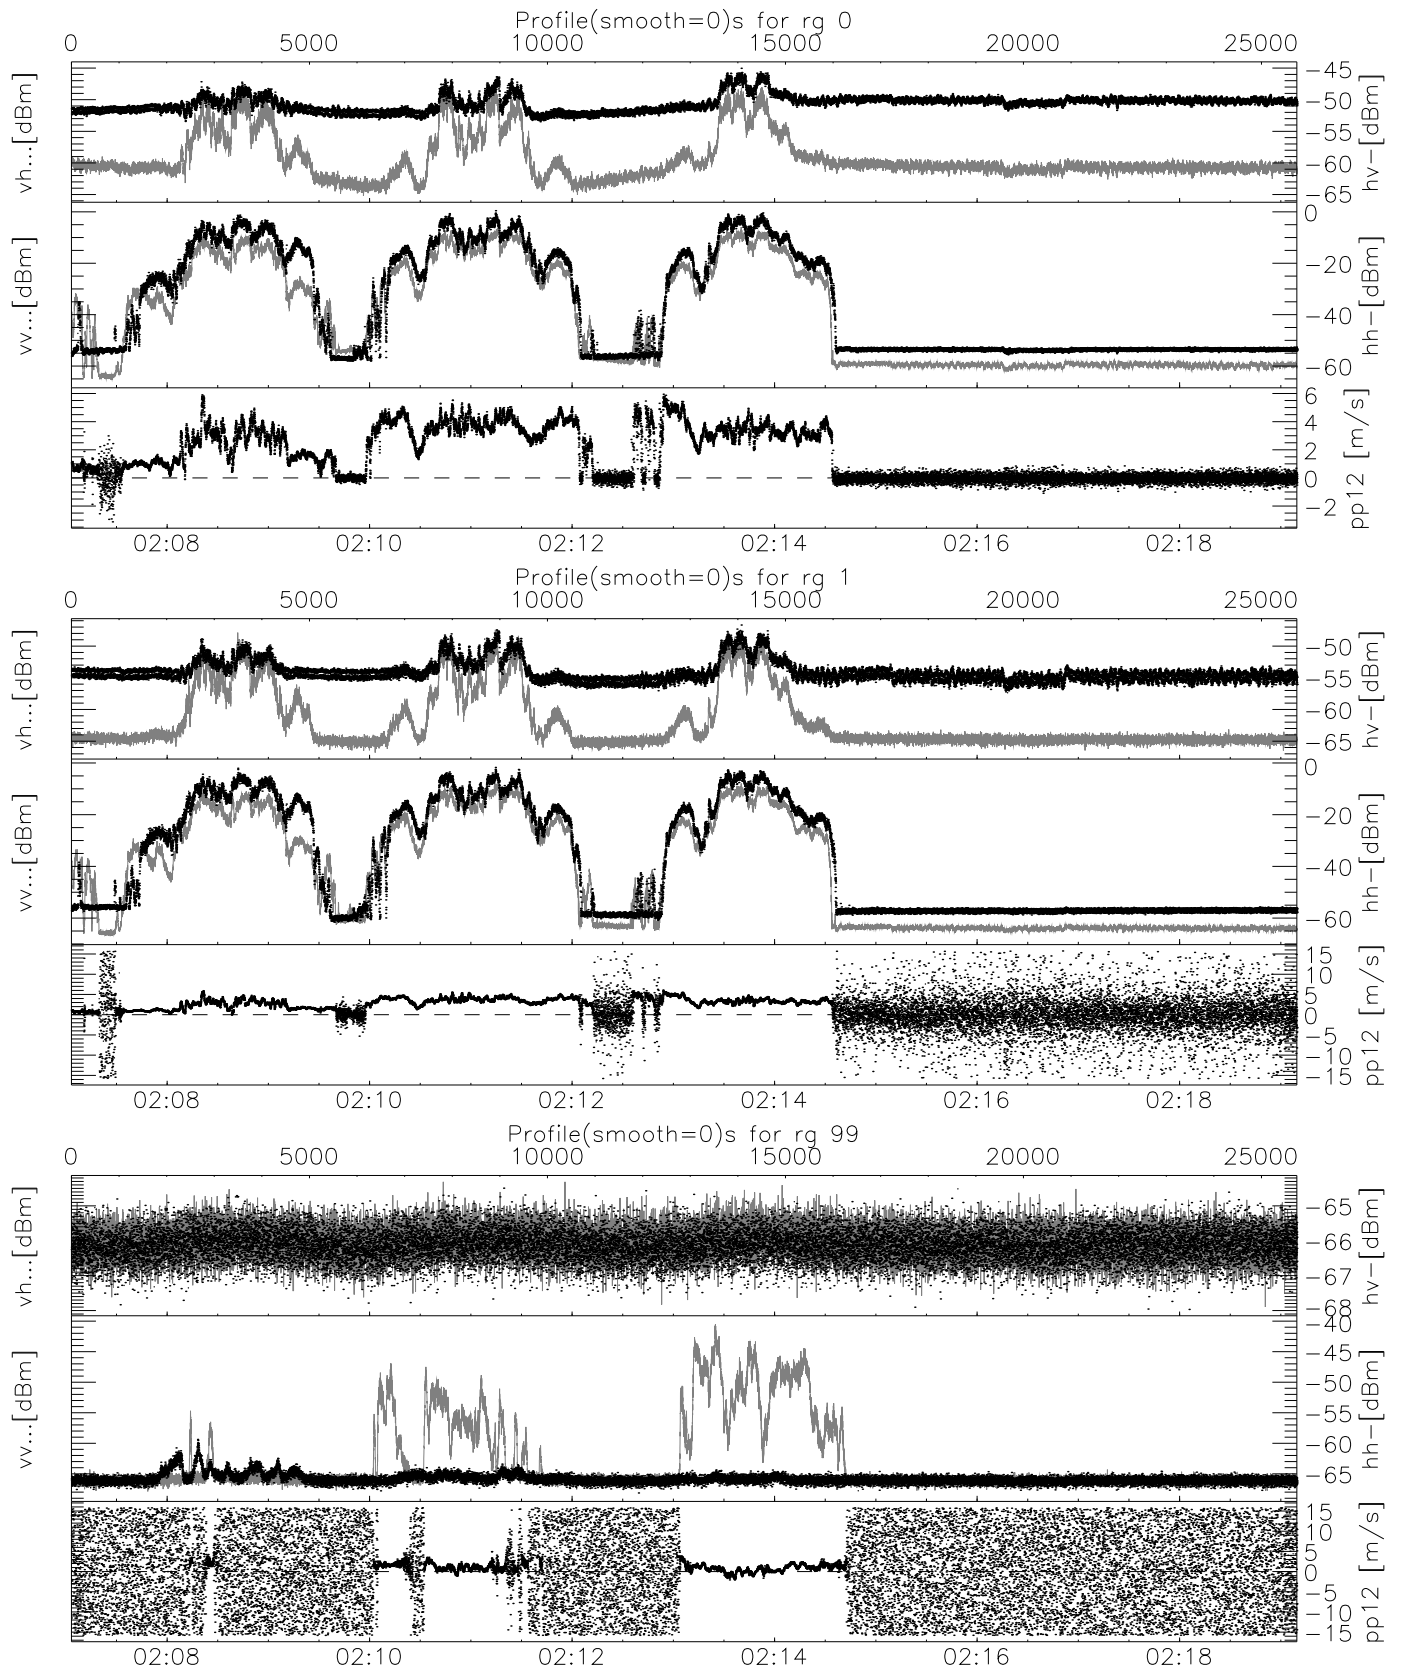 Profile(smooth=0)s for rg 0
0 5000 10000 15000 20000 25000
vh...[dBm]
-45
-50
-55
-60
-65
hv-[dBm]
vv...[dBm]
0
-20
-40
-60
hh-[dBm]
6
4
2
0
-2
pp12 [m/s]
02:08 02:10 02:12 02:14 02:16 02:18
Profile(smooth=0)s for rg 1
0 5000 10000 15000 20000 25000
vh...[dBm]
-50
-55
-60
-65
hv-[dBm]
vv...[dBm]
0
-20
-40
-60
hh-[dBm]
15
10
5
0
-5
-10
-15
pp12 [m/s]
02:08 02:10 02:12 02:14 02:16 02:18
Profile(smooth=0)s for rg 99
0 5000 10000 15000 20000 25000
vh...[dBm]
-65
-66
-67
-68
hv-[dBm]
vv...[dBm]
-40
-45
-50
-55
-60
-65
hh-[dBm]
15
10
5
0
-5
-10
-15
pp12 [m/s]
02:08 02:10 02:12 02:14 02:16 02:18